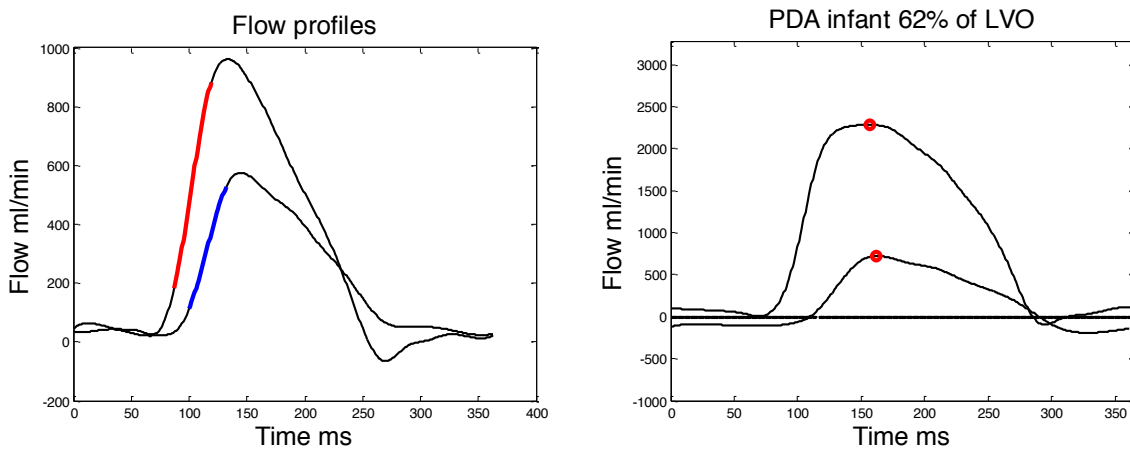 Flow profiles
1000
800
600
400
200
0
-200
0 50 100 150 200 250 300 350 400
Flow ml/min
Time ms
PDA infant 62% of LVO
3000
2500
2000
1500
1000
500
0
-500
-1000
0 50 100 150 200 250 300 350
Flow ml/min
Time ms